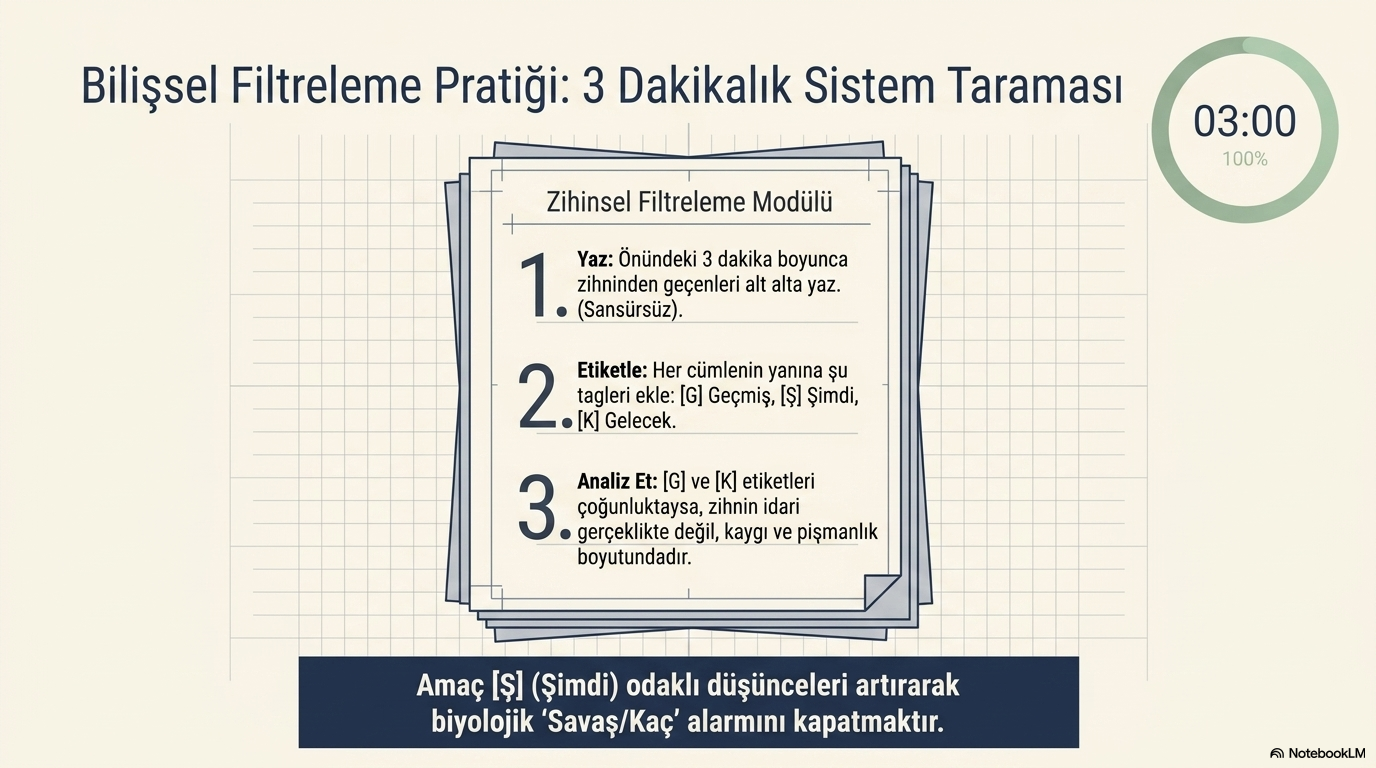 Bilişsel Filtreleme Pratiği: 3 Dakikalık Sistem Taraması
03:00
100%
Zihinsel Filtreleme Modülü
1. Yaz: Önündeki 3 dakika boyunca
zihninden geçenleri alt alta yaz.
(Sansürsüz).
2. Etiketle: Her cümlenin yanına şu
tagleri ekle: [G] Geçmiş, [Ş] Şimdi,
[K] Gelecek.
3. Analiz Et: [G] ve [K] etiketleri
çoğunluktaysa, zihnin idari
gerçeklikte değil, kaygı ve pişmanlık
boyutundadır.
Amaç [Ş] (Şimdi) odaklı düşünceleri artırarak
biyolojik ‘Savaş/Kaç’ alarmını kapatmaktır.
NotebookLM